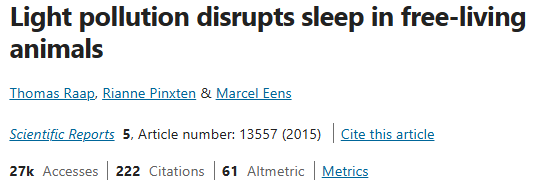 Light pollution disrupts sleep in free-living
animals
Thomas Raap, Rianne Pinxten & Marcel Eens
Scientific Reports 5, Article number: 13557 (2015) | Cite this article
27k Accesses | 222 Citations | 61 Altmetric | Metrics